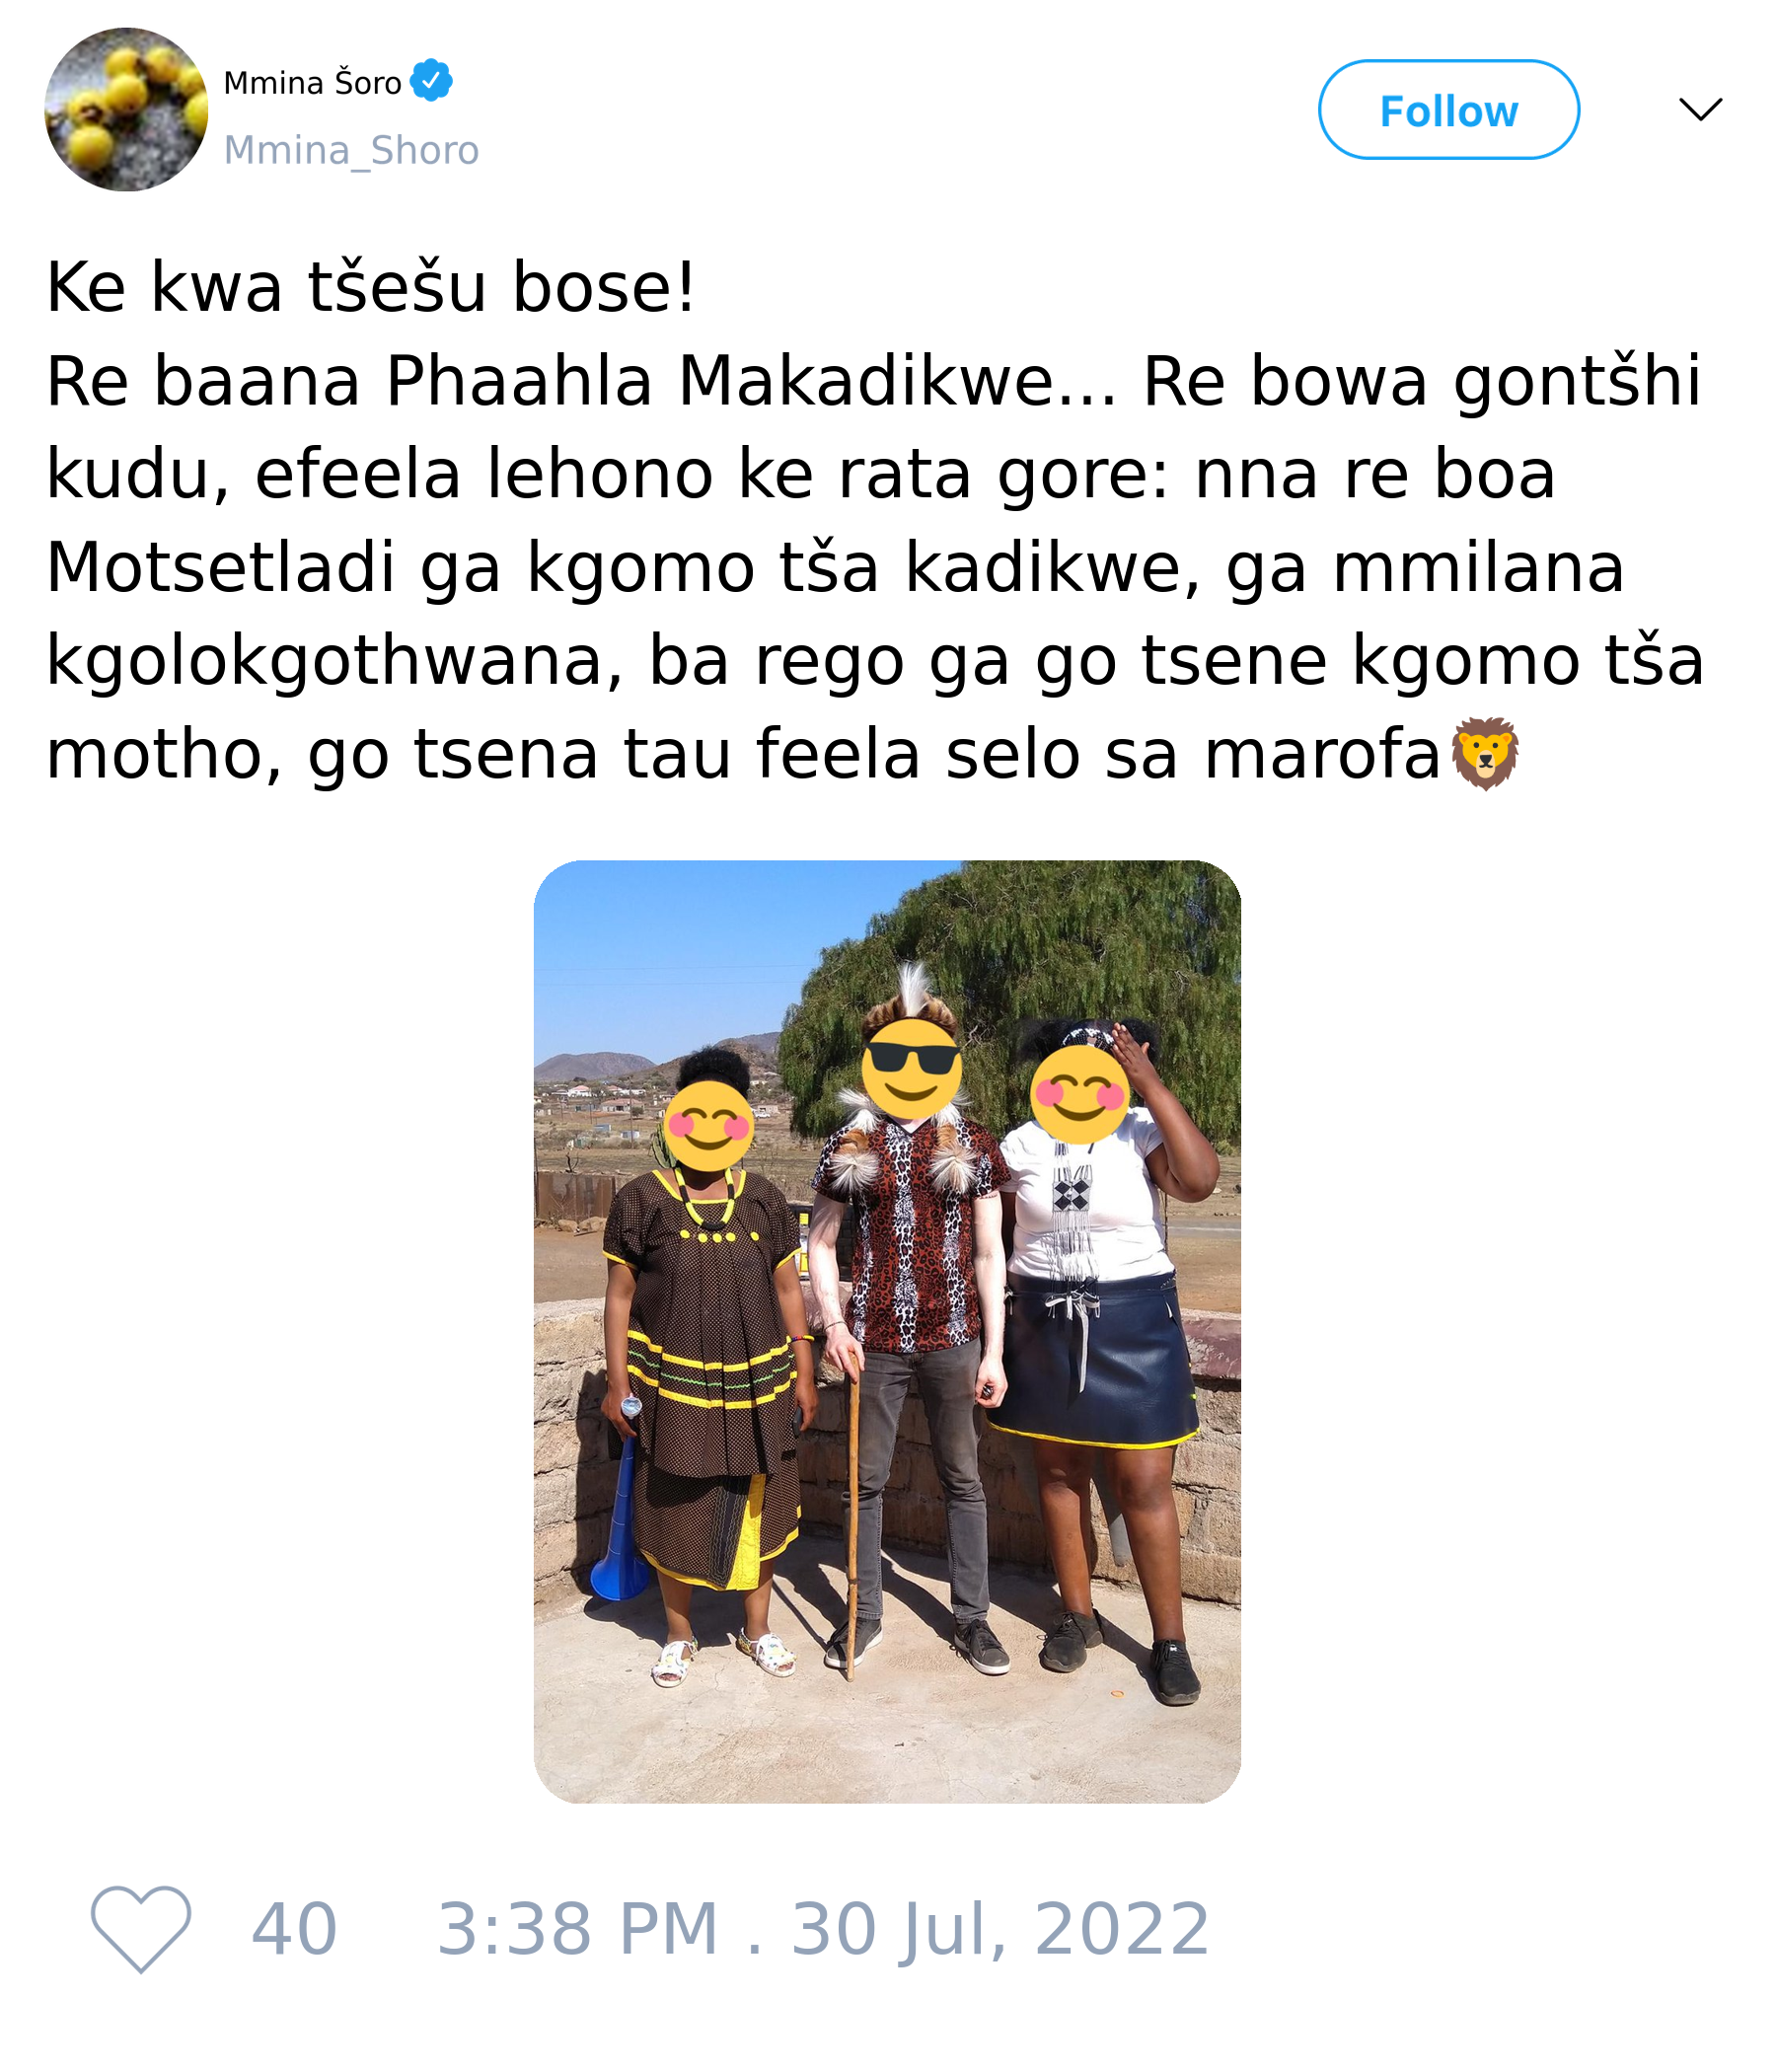 Mmina Šoro
Mmina_Shoro
Follow
Ke kwa tšešu bose!
Re baana Phaahla Makadikwe... Re bowa gontšhi
kudu, efeela lehono ke rata gore: nna re boa
Motsetladi ga kgomo tša kadikwe, ga mmilana
kgolokgothwana, ba rego ga go tsene kgomo tša
motho, go tsena tau feela selo sa marofa🦁
40 3:38 PM . 30 Jul, 2022